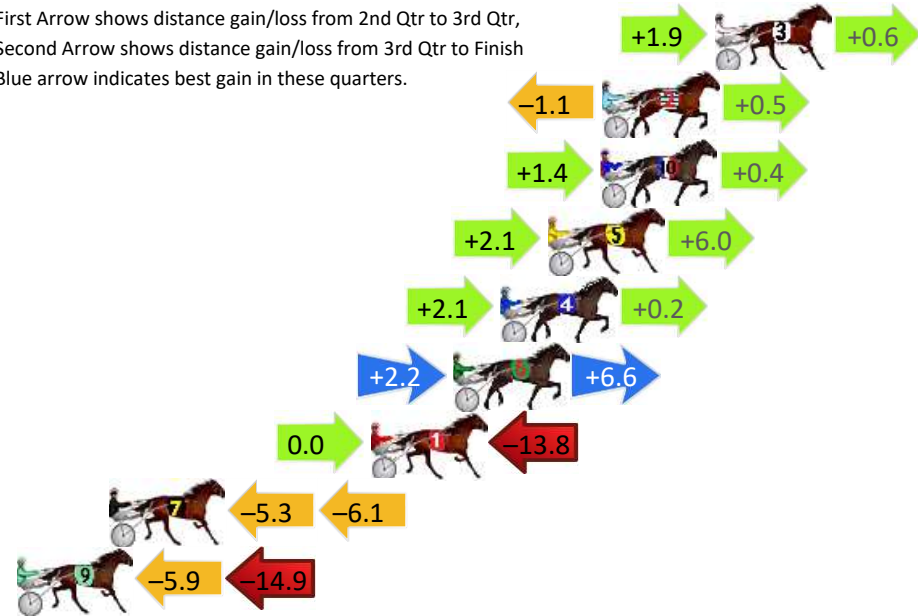 First Arrow shows distance gain/loss from 2nd Qtr to 3rd Qtr,
Second Arrow shows distance gain/loss from 3rd Qtr to Finish
Blue arrow indicates best gain in these quarters.
+1.9 3 +0.6
–1.1 2 +0.5
+1.4 10 +0.4
+2.1 5 +6.0
+2.1 4 +0.2
+2.2 6 +6.6
0.0 1 –13.8
7 –5.3 –6.1
9 –5.9 –14.9